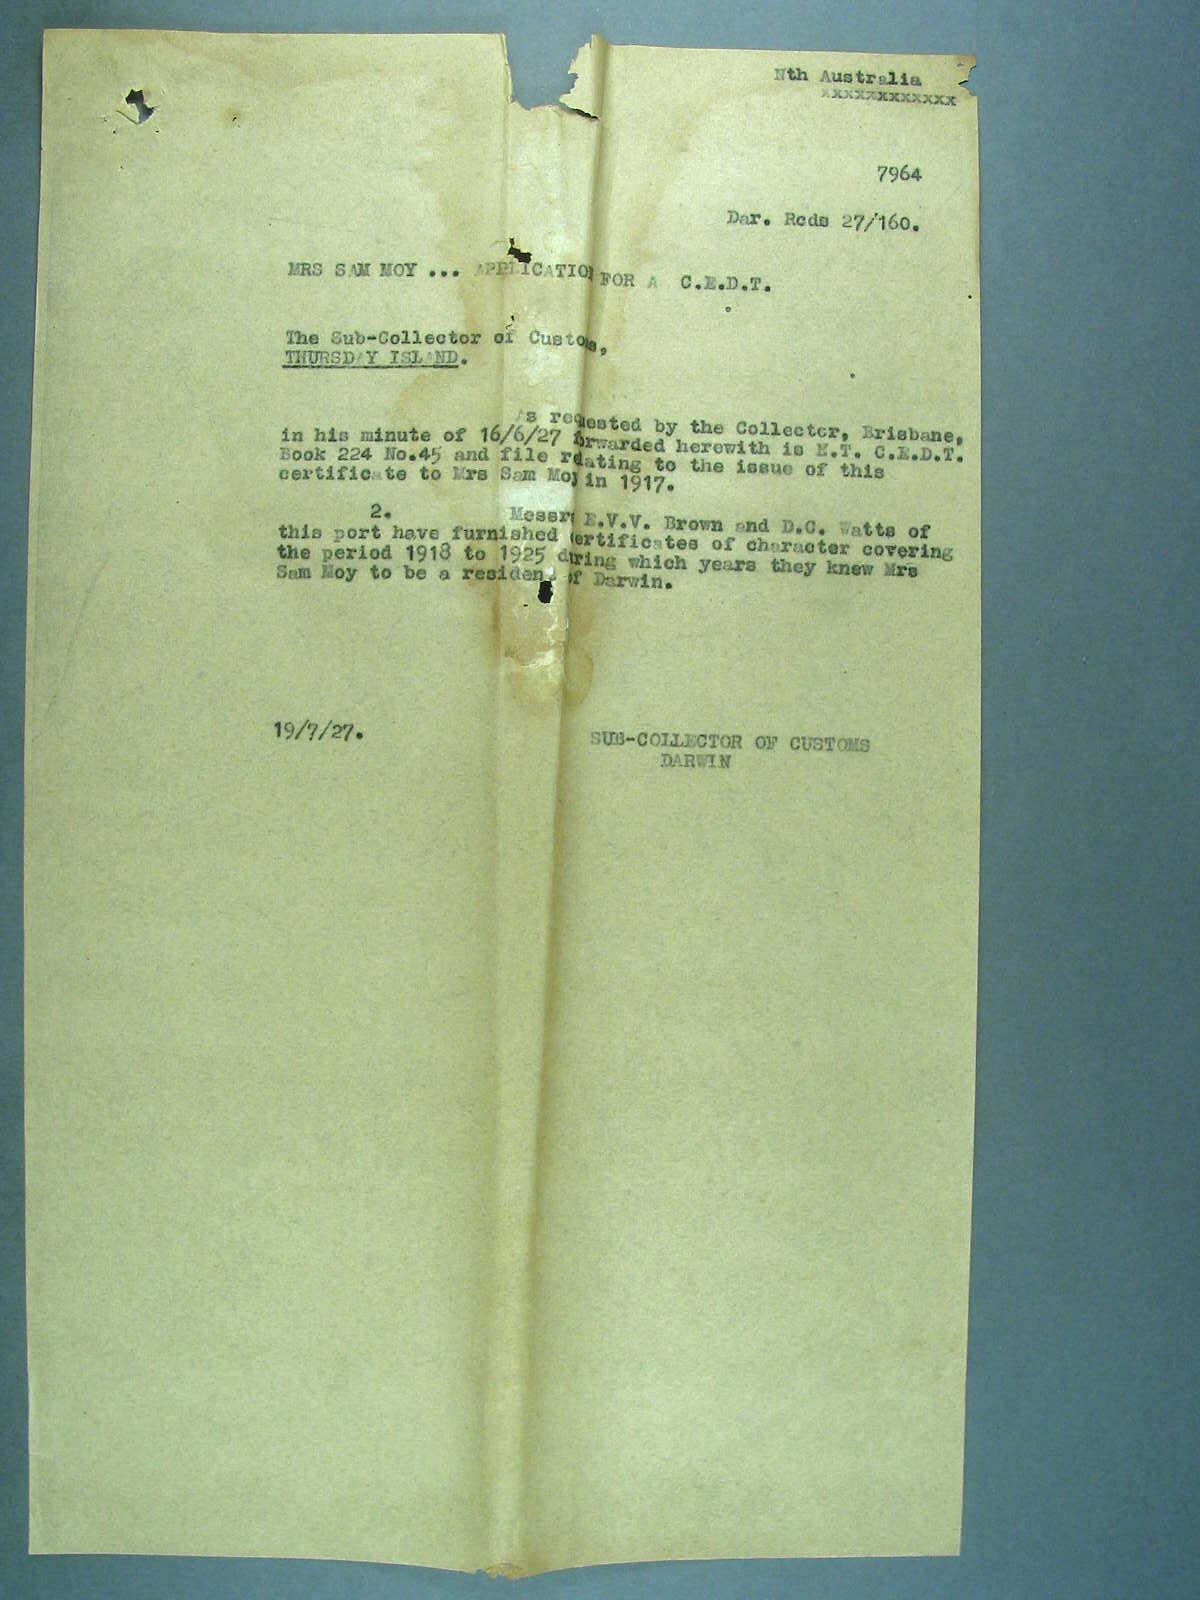 Nth Australia
xxxxxxxxxxxx
7964
Dar. Rcds 27/160.
MRS SAM MOY ... APPLICATION FOR A C.E.D.T.
The Sub-Collector of Customs,
THURSDAY ISLAND.
As requested by the Collector, Brisbane,
in his minute of 16/6/27 forwarded herewith is N.T. C.E.D.T.
Book 224 No.45 and file relating to the issue of this
certificate to Mrs Sam Moy in 1917.
2. Messrs E.V.V. Brown and D.C. Watts of
this port have furnished certificates of character covering
the period 1918 to 1925 during which years they knew Mrs
Sam Moy to be a resident of Darwin.
19/7/27.
SUB-COLLECTOR OF CUSTOMS
DARWIN